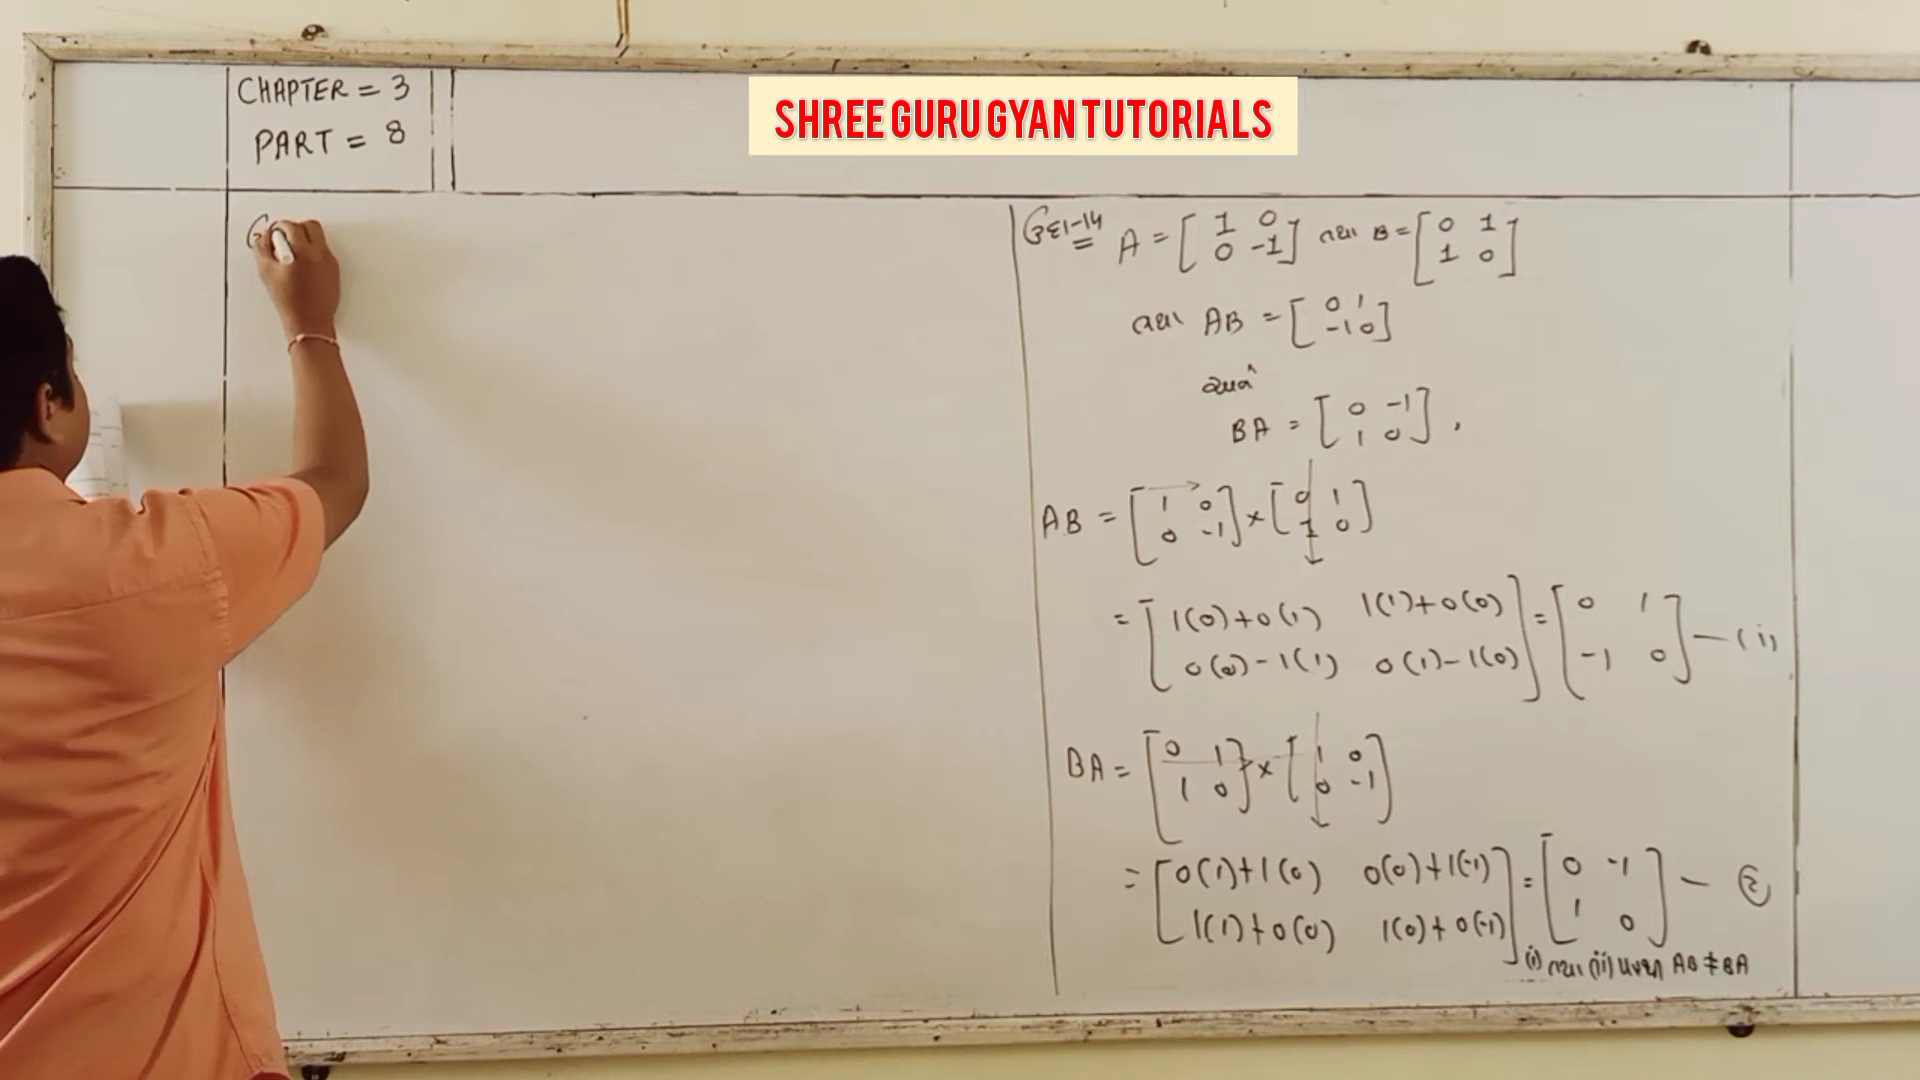 CHAPTER = 3
PART = 8
SHREE GURU GYAN TUTORIALS
ઉદા-14 A = [ 1 0 તથા B = [ 0 1
0 -1 ] 1 0 ]
તથા AB = [ 0 1
-1 0 ]
BA = [ 0 -1
1 0 ] ,
AB = [ 1 0 × [ 0 1
0 -1 ] 1 0 ]
= [ 1(0)+0(1) 1(1)+0(0) ] = [ 0 1
0(0)-1(1) 0(1)-1(0) -1 0 ] — (i)
BA = [ 0 1 × [ 1 0
1 0 ] 0 -1 ]
= [ 0(1)+1(0) 0(0)+1(-1) ] = [ 0 -1
1(1)+0(0) 1(0)+0(-1) 1 0 ] —
(i) તથા (ii) પરથી AB ≠ BA